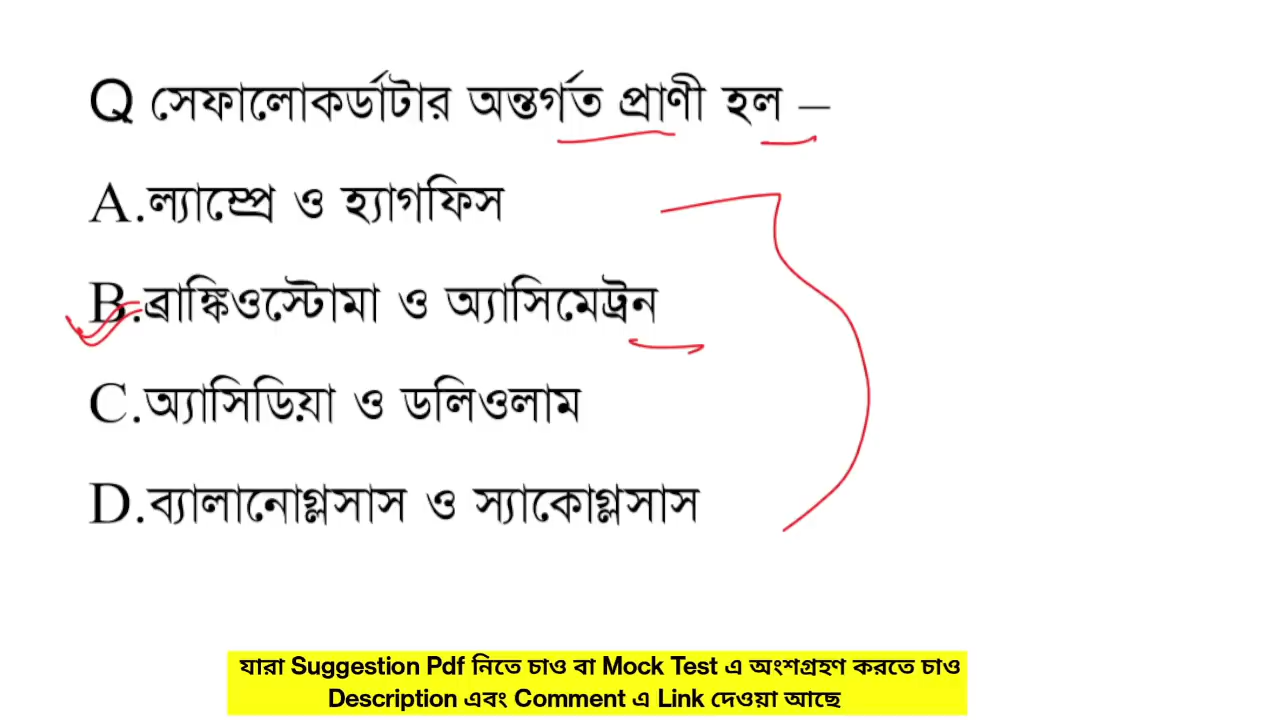 Q সেফালোকর্ডাটার অন্তর্গত প্রাণী হল –
A.ল্যাম্প্রে ও হ্যাগফিস
B.ব্রাঙ্কিওস্টোমা ও অ্যাসিমেট্রন
C.অ্যাসিডিয়া ও ডলিওলাম
D.ব্যালানোগ্লসাস ও স্যাকোগ্লসাস
যারা Suggestion Pdf নিতে চাও বা Mock Test এ অংশগ্রহণ করতে চাও
Description এবং Comment এ Link দেওয়া আছে